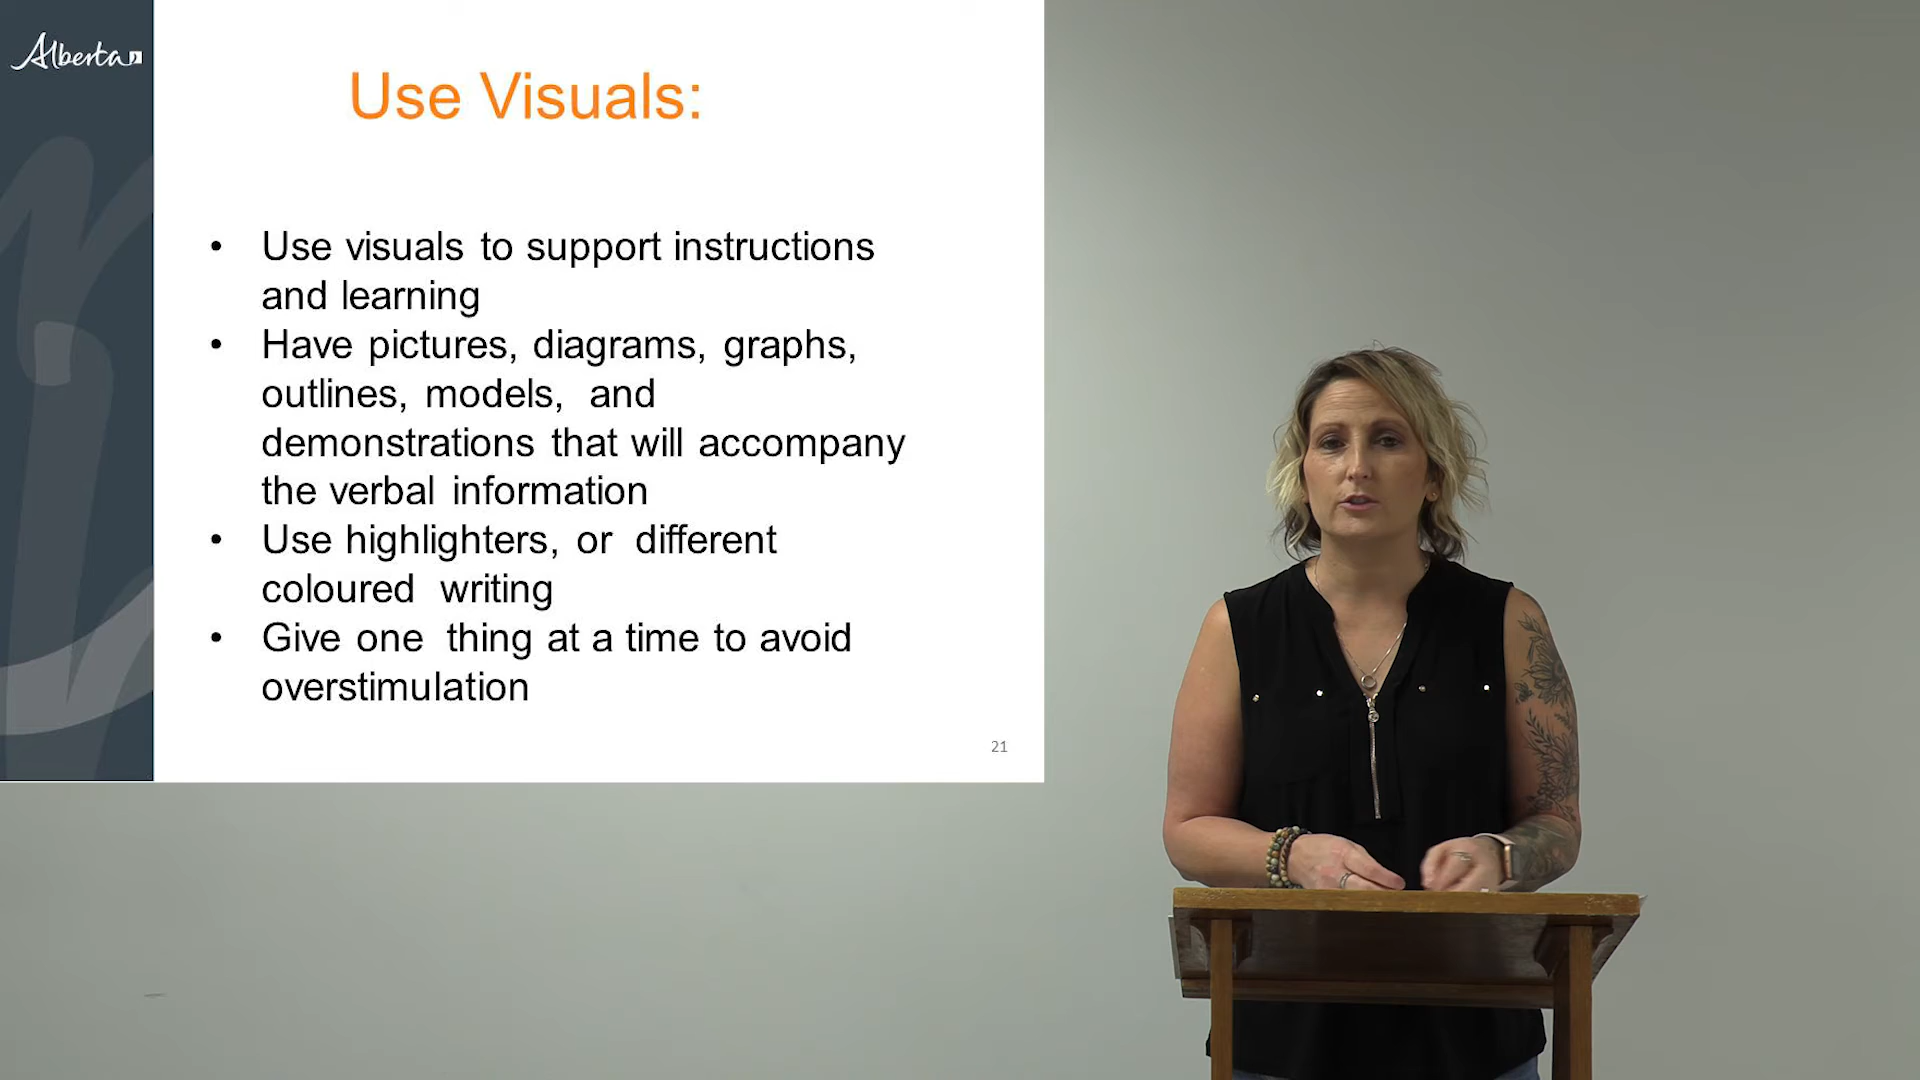 Alberta
Use Visuals:
• Use visuals to support instructions
and learning
• Have pictures, diagrams, graphs,
outlines, models, and
demonstrations that will accompany
the verbal information
• Use highlighters, or different
coloured writing
• Give one thing at a time to avoid
overstimulation
21